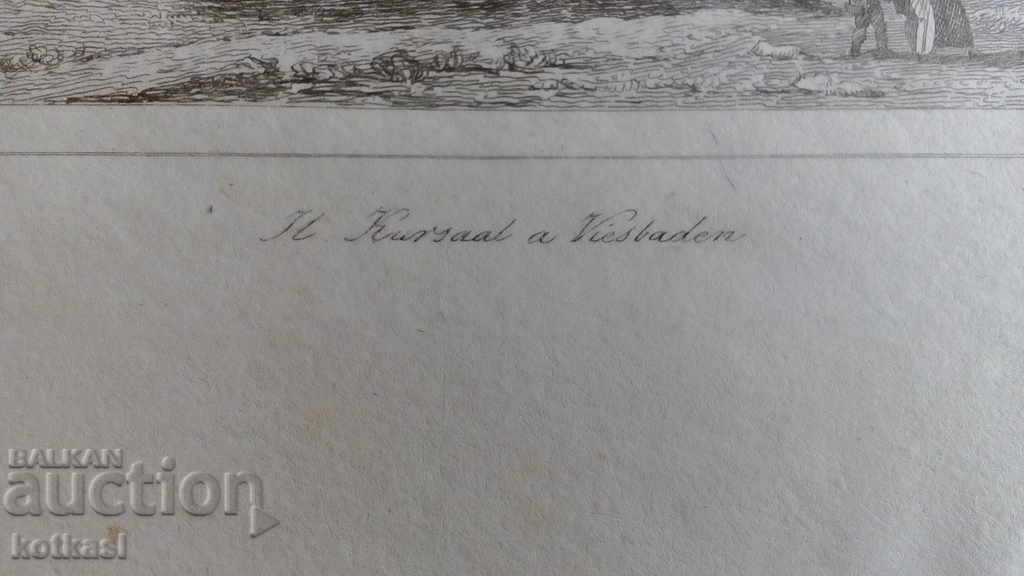 Il Kursaal a Viesbaden
BALKAN
auction
kotkasl